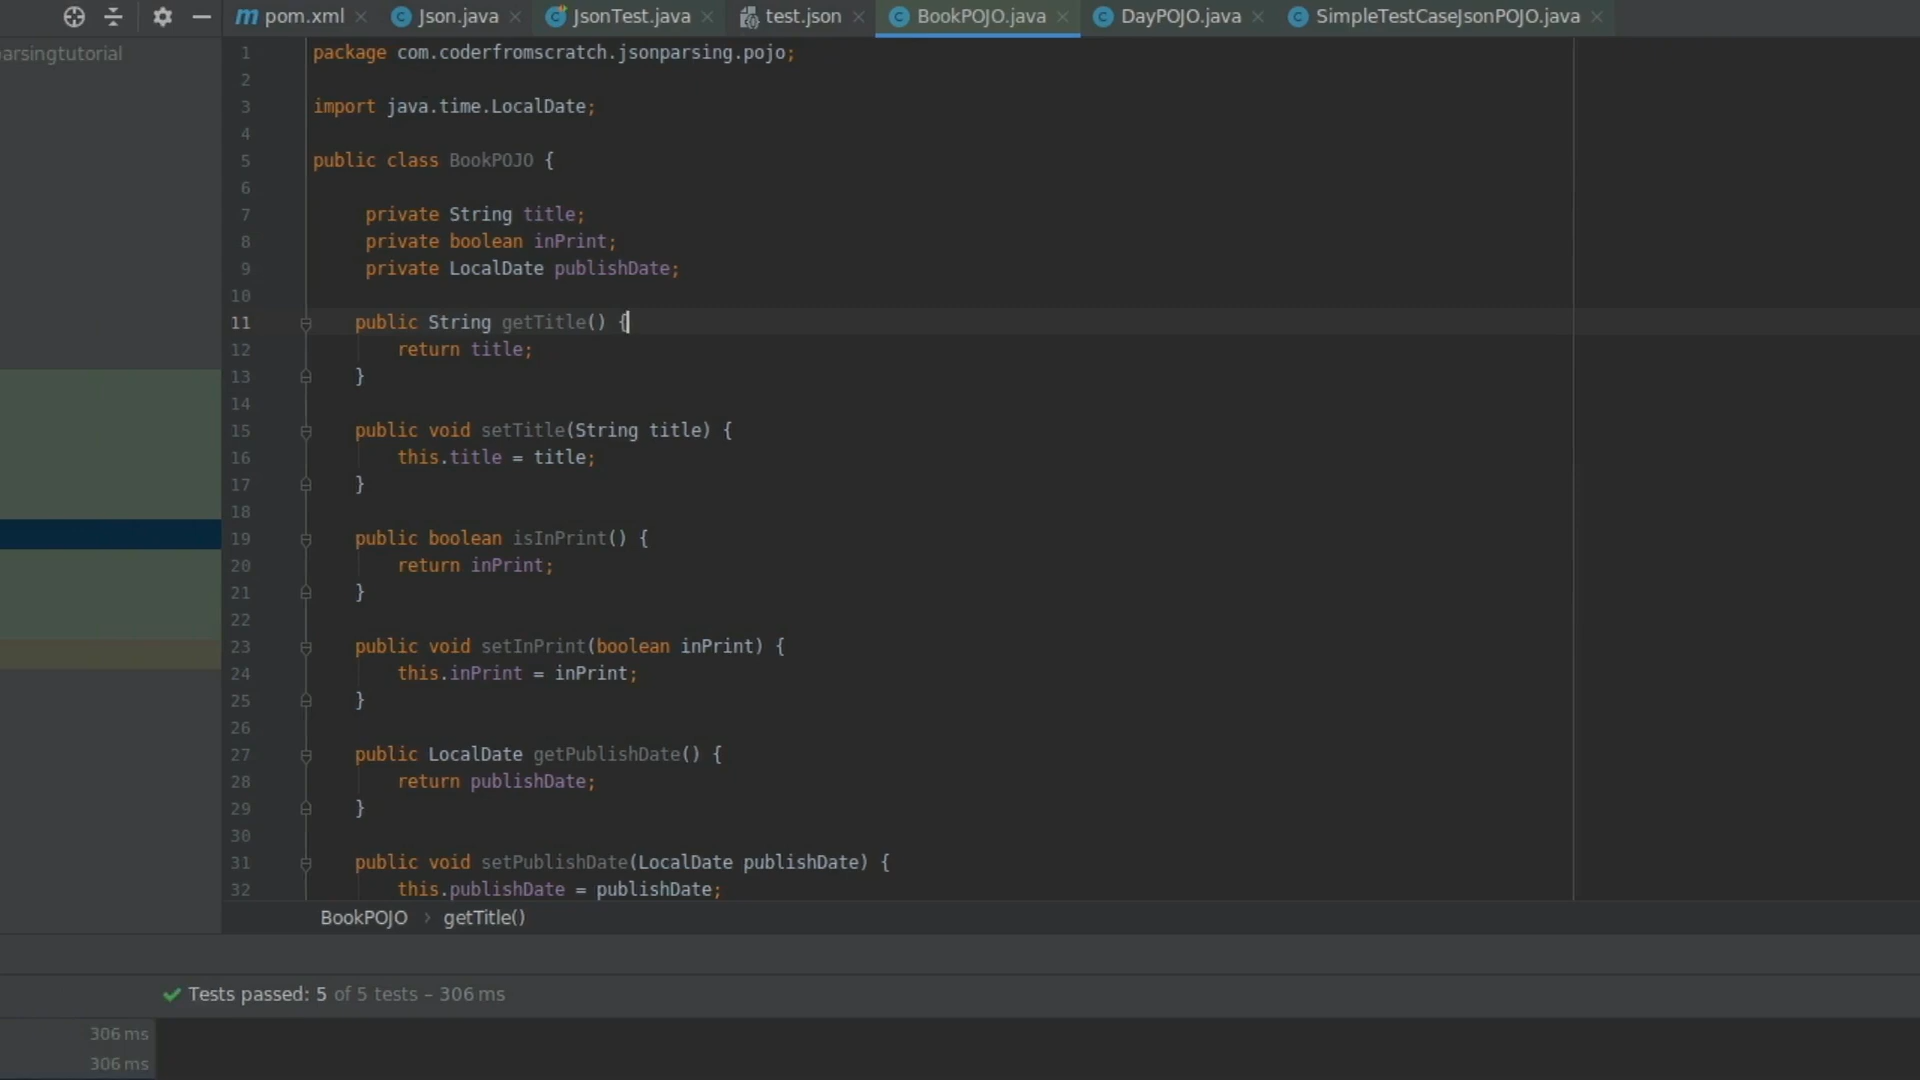 pom.xml Json.java JsonTest.java test.json BookPOJO.java DayPOJO.java SimpleTestCaseJsonPOJO.java
arsingtutorial
1 package com.coderfromscratch.jsonparsing.pojo;
2
3 import java.time.LocalDate;
4
5 public class BookPOJO {
6
7 private String title;
8 private boolean inPrint;
9 private LocalDate publishDate;
10
11 public String getTitle() {
12 return title;
13 }
14
15 public void setTitle(String title) {
16 this.title = title;
17 }
18
19 public boolean isInPrint() {
20 return inPrint;
21 }
22
23 public void setInPrint(boolean inPrint) {
24 this.inPrint = inPrint;
25 }
26
27 public LocalDate getPublishDate() {
28 return publishDate;
29 }
30
31 public void setPublishDate(LocalDate publishDate) {
32 this.publishDate = publishDate;
BookPOJO › getTitle()
Tests passed: 5 of 5 tests – 306 ms
306 ms
306 ms